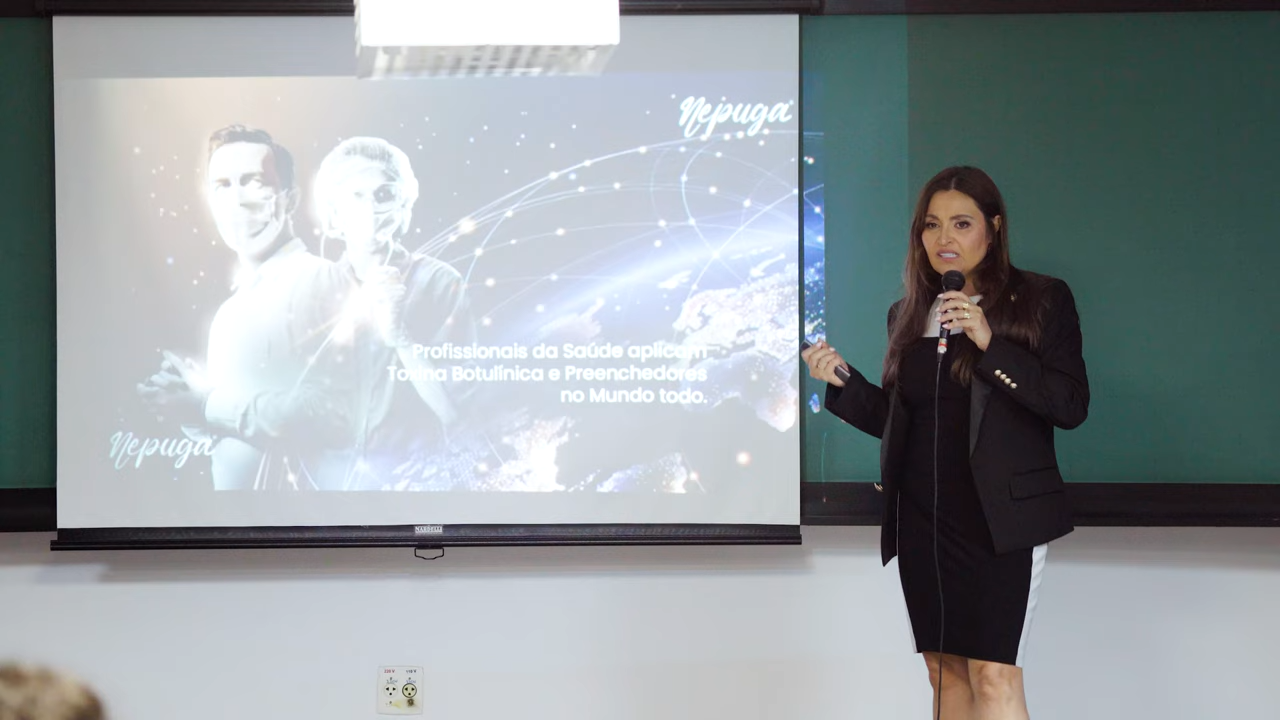 Nepuga
Profissionais da Saúde aplicam
Toxina Botulínica e Preenchedores
no Mundo todo.
Nepuga